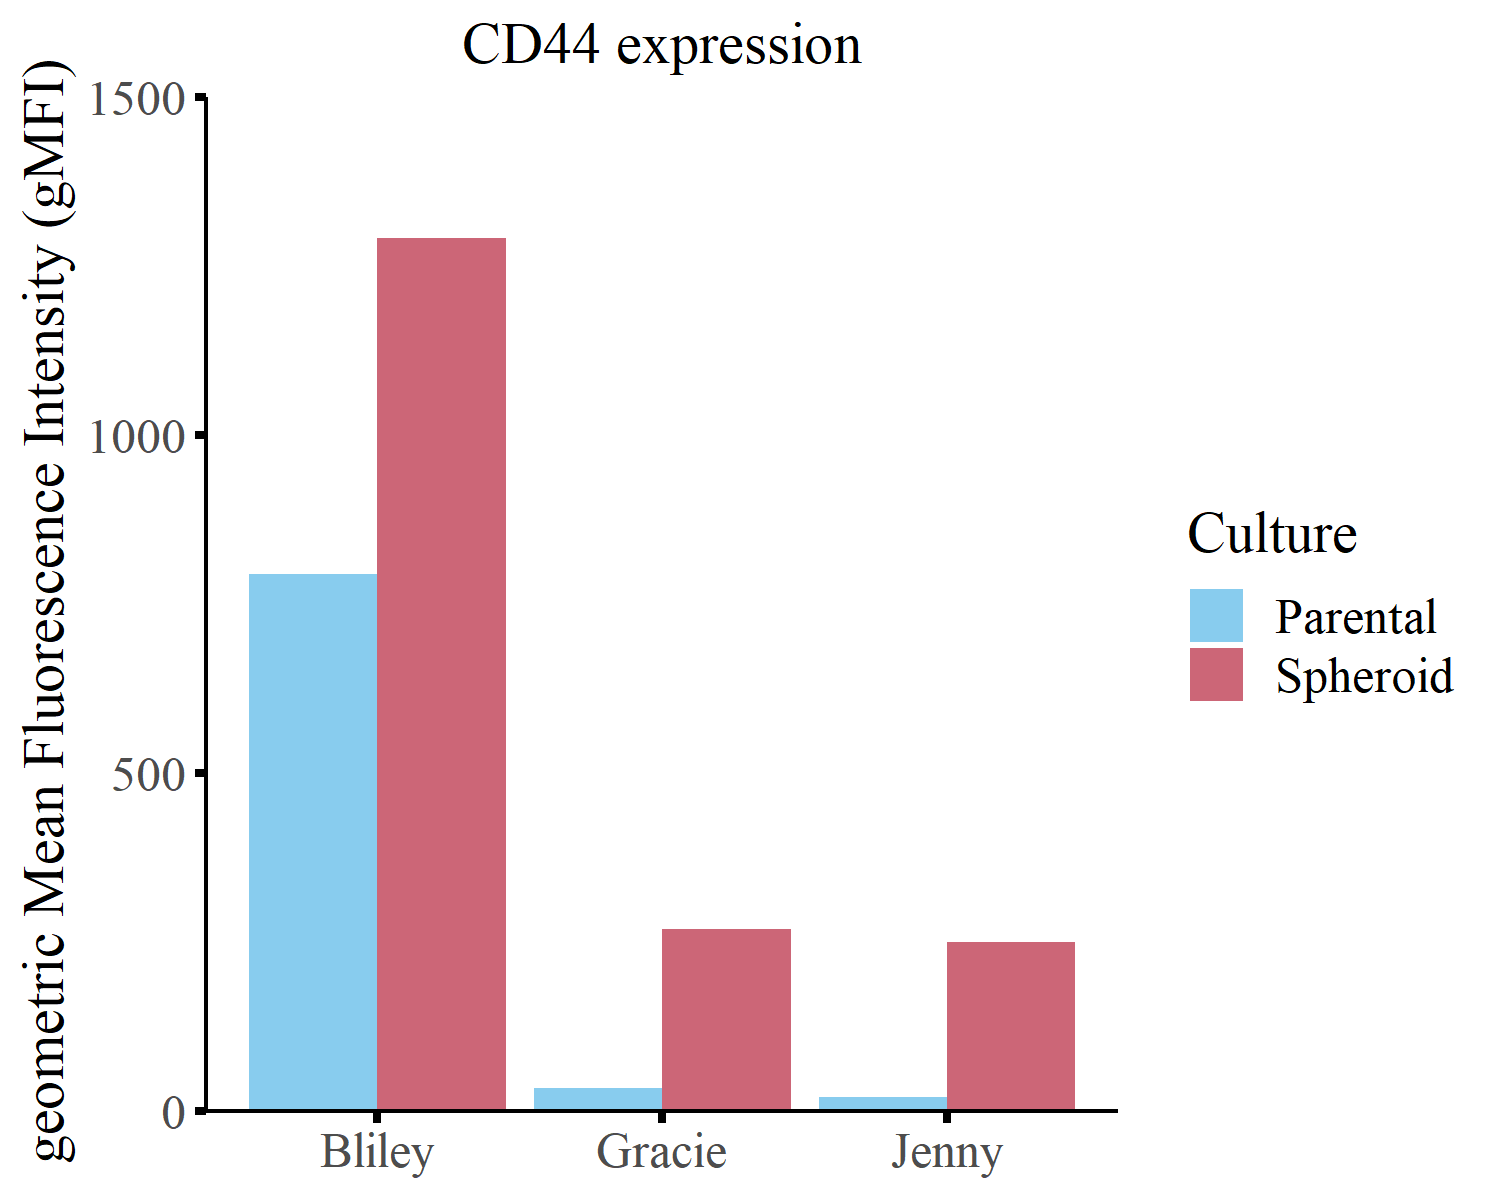 CD44 expression
geometric Mean Fluorescence Intensity (gMFI)
1500
1000
500
0
Bliley
Gracie
Jenny
Culture
Parental
Spheroid